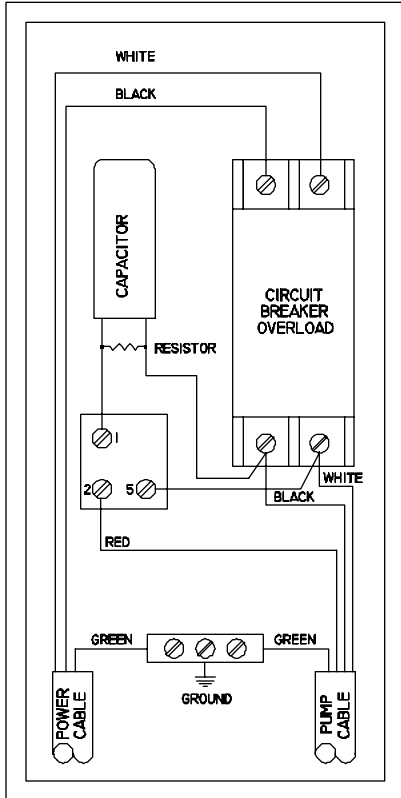 WHITE
BLACK
CAPACITOR
CIRCUIT
BREAKER
OVERLOAD
RESISTOR
1
2
5
WHITE
BLACK
RED
GREEN
GREEN
GROUND
POWER
CABLE
PUMP
CABLE